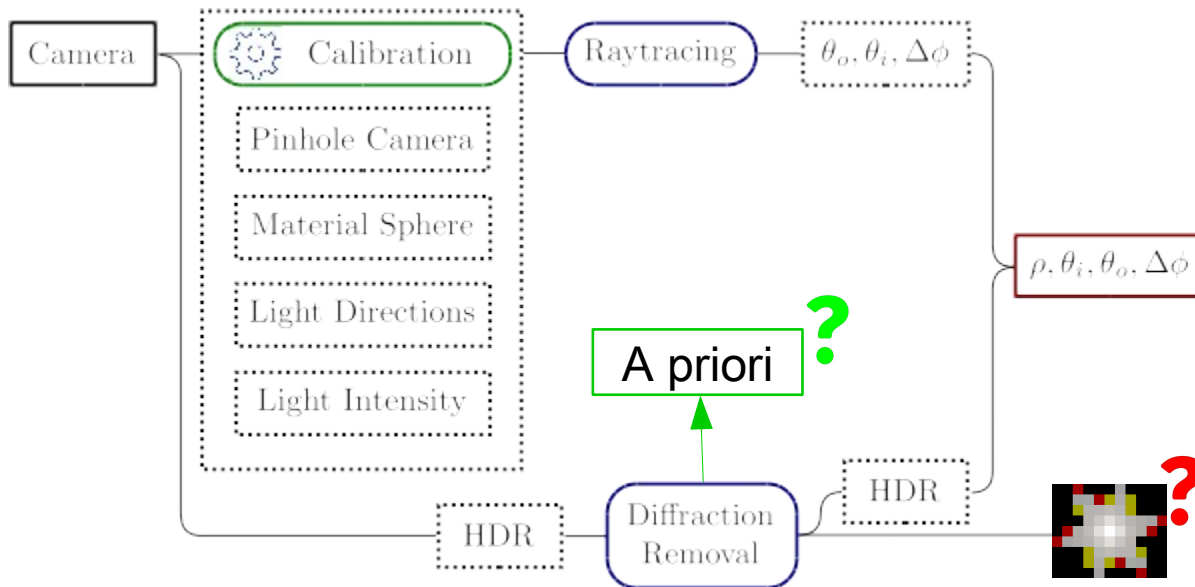 Camera
Calibration
Raytracing
θₒ, θᵢ, Δϕ
Pinhole Camera
Material Sphere
Light Directions
Light Intensity
ρ, θᵢ, θₒ, Δϕ
?
A priori
HDR
Diffraction
Removal
HDR
?